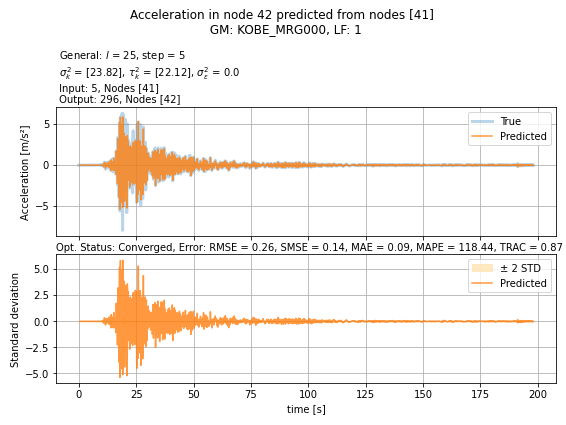 Acceleration in node 42 predicted from nodes [41]
GM: KOBE_MRG000, LF: 1
General: l = 25, step = 5
σ²ₖ = [23.82], τ²ₖ = [22.12], σ²ε = 0.0
Input: 5, Nodes [41]
Output: 296, Nodes [42]
Acceleration [m/s²]
5
0
−5
True
Predicted
Opt. Status: Converged, Error: RMSE = 0.26, SMSE = 0.14, MAE = 0.09, MAPE = 118.44, TRAC = 0.87
Standard deviation
5.0
2.5
0.0
−2.5
−5.0
± 2 STD
Predicted
0 25 50 75 100 125 150 175 200
time [s]